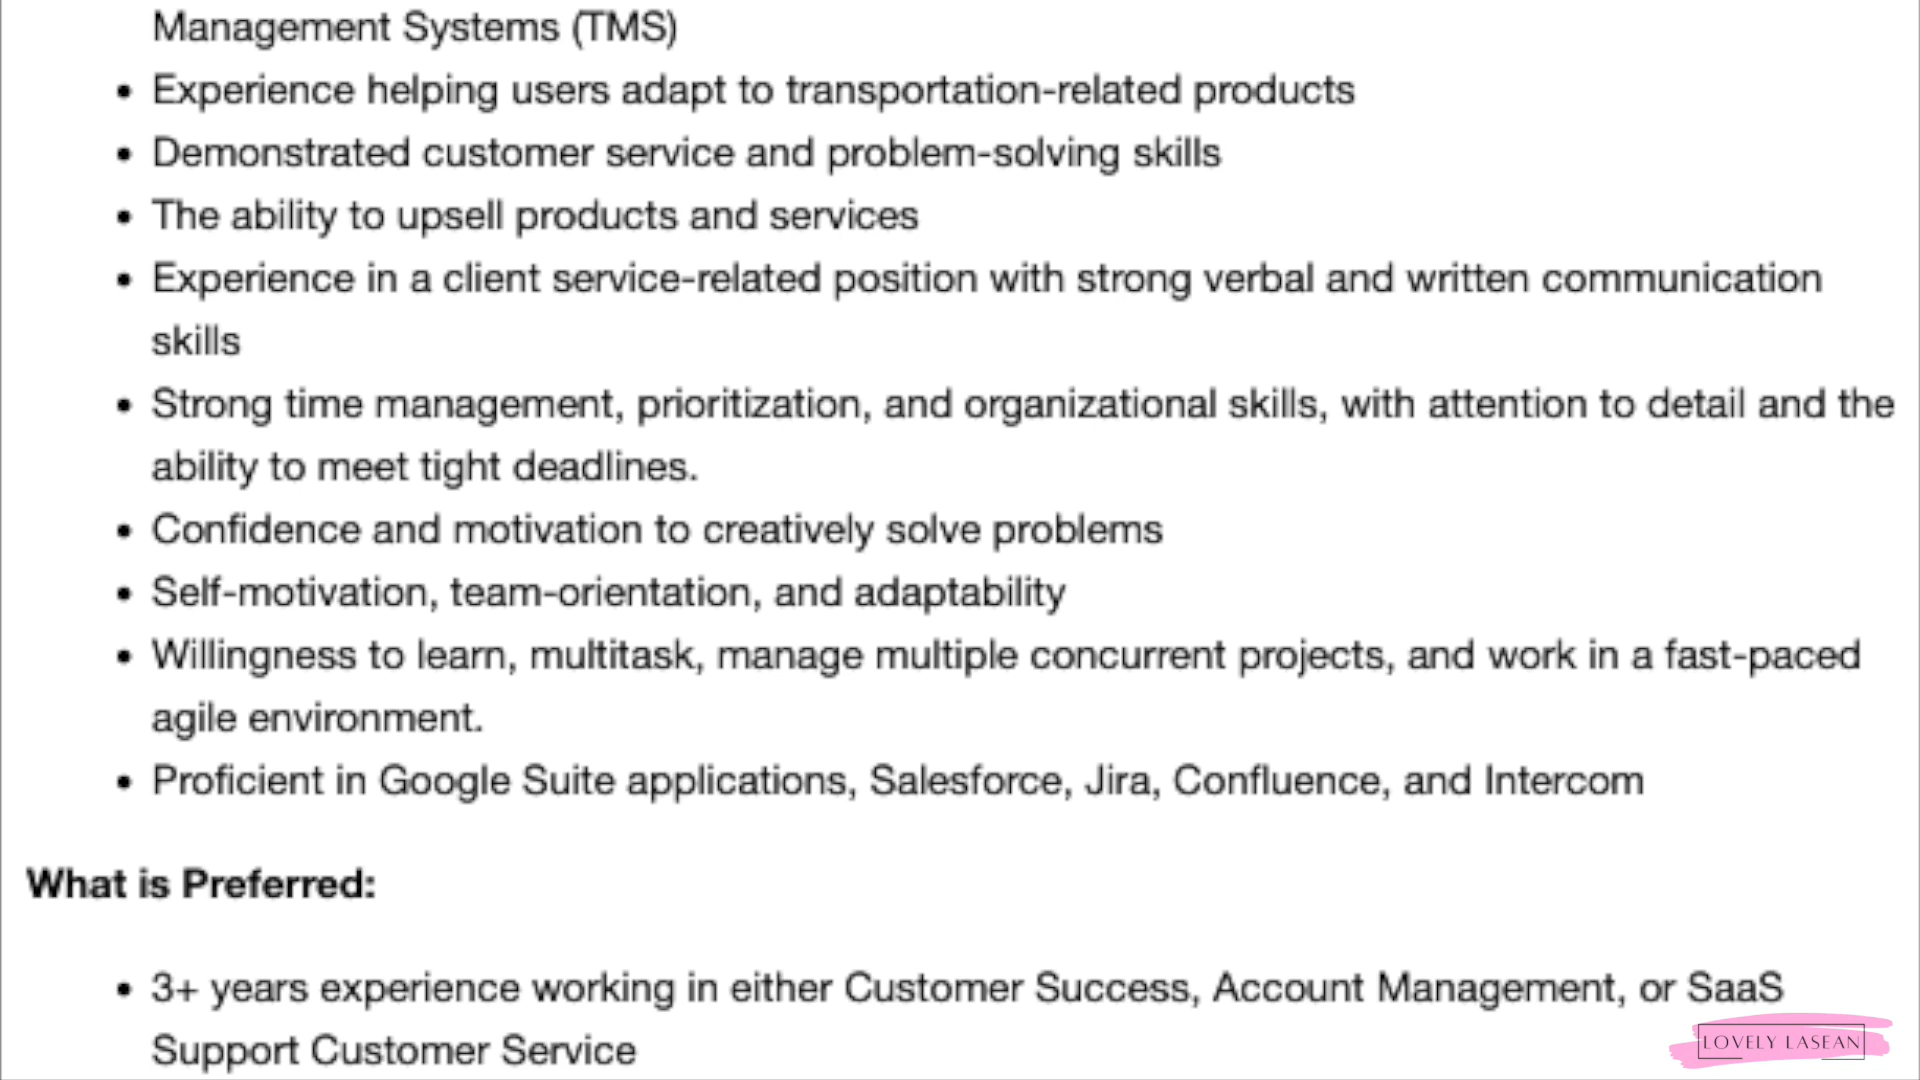 Management Systems (TMS)
• Experience helping users adapt to transportation-related products
• Demonstrated customer service and problem-solving skills
• The ability to upsell products and services
• Experience in a client service-related position with strong verbal and written communication
skills
• Strong time management, prioritization, and organizational skills, with attention to detail and the
ability to meet tight deadlines.
• Confidence and motivation to creatively solve problems
• Self-motivation, team-orientation, and adaptability
• Willingness to learn, multitask, manage multiple concurrent projects, and work in a fast-paced
agile environment.
• Proficient in Google Suite applications, Salesforce, Jira, Confluence, and Intercom
What is Preferred:
• 3+ years experience working in either Customer Success, Account Management, or SaaS
Support Customer Service
LOVELY LASEAN